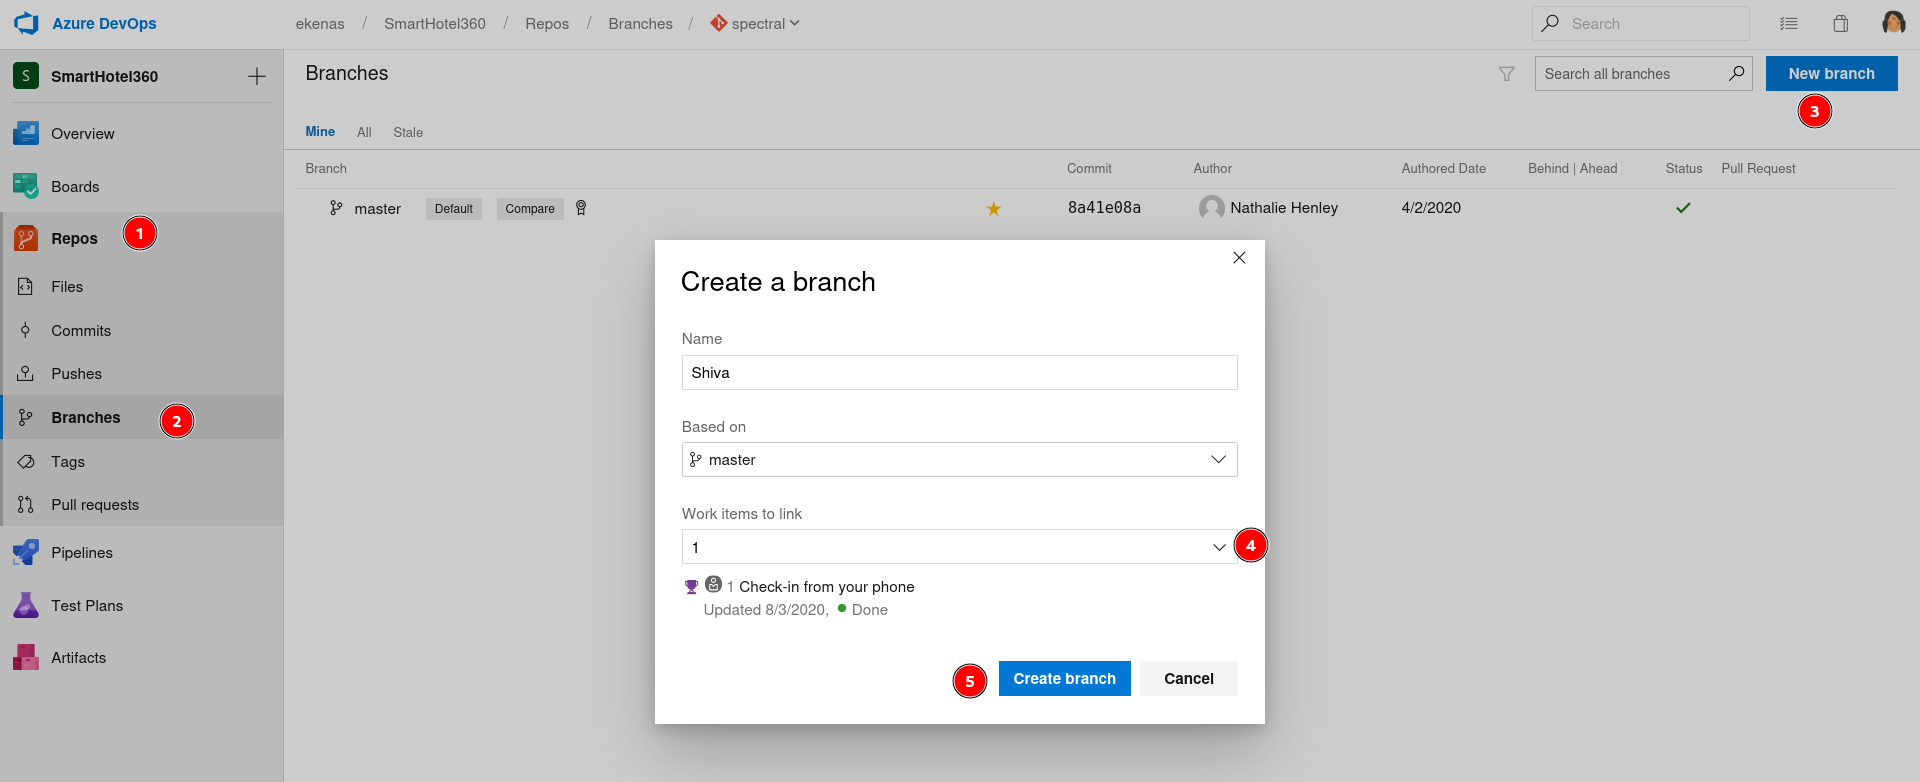 Azure DevOps
ekenas / SmartHotel360 / Repos / Branches / spectral
Search
S SmartHotel360
Overview
Boards
Repos 1
Files
Commits
Pushes
Branches 2
Tags
Pull requests
Pipelines
Test Plans
Artifacts
Branches
Search all branches
New branch
3
Mine All Stale
Branch Commit Author Authored Date Behind | Ahead Status Pull Request
master Default Compare 8a41e08a Nathalie Henley 4/2/2020
Create a branch
Name
Shiva
Based on
master
Work items to link
1
4
1 Check-in from your phone
Updated 8/3/2020, Done
5 Create branch Cancel